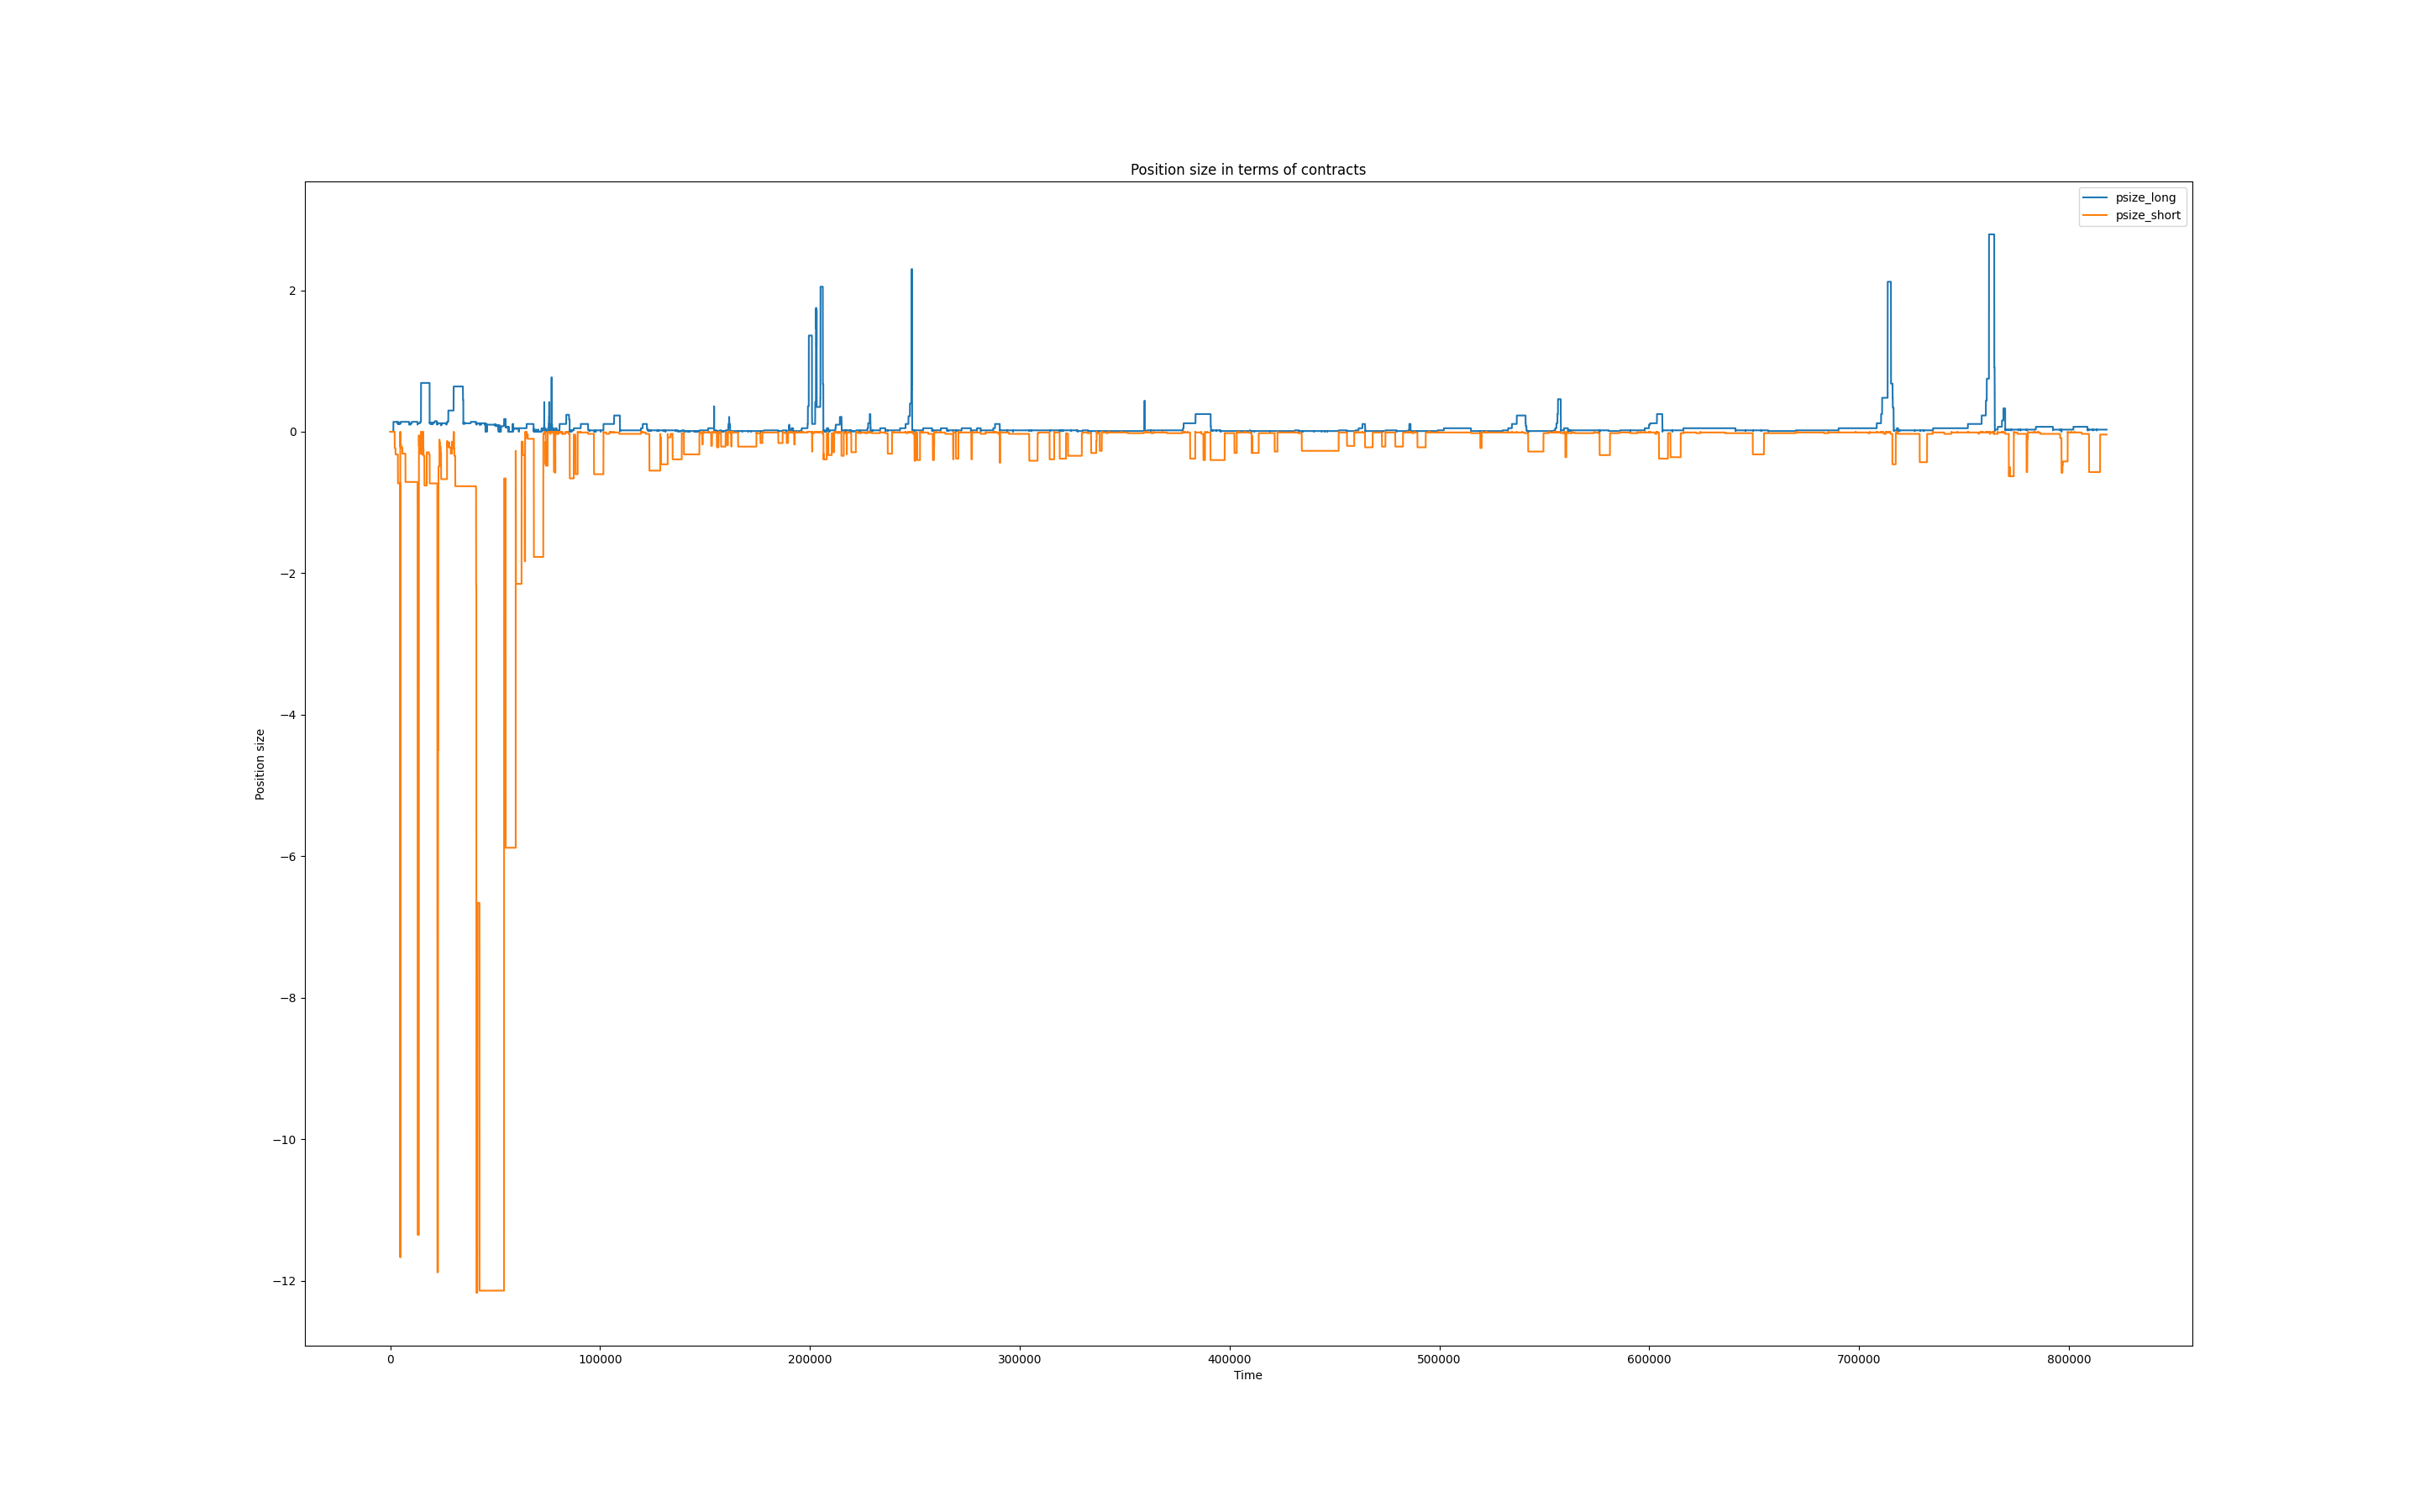 Position size in terms of contracts
psize_long
psize_short
2
0
−2
−4
−6
−8
−10
−12
Position size
0 100000 200000 300000 400000 500000 600000 700000 800000
Time